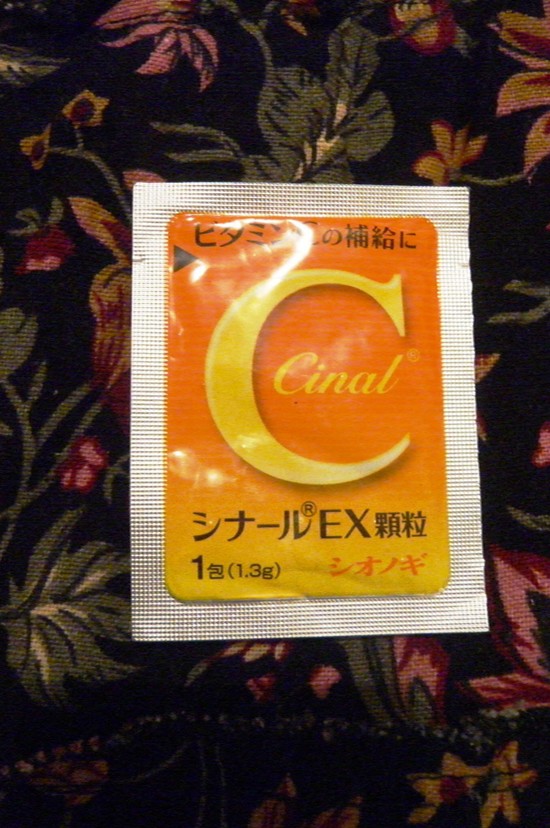 ビタミンCの補給に
C
Cinal®
シナール®EX顆粒
1包(1.3g)
シオノギ